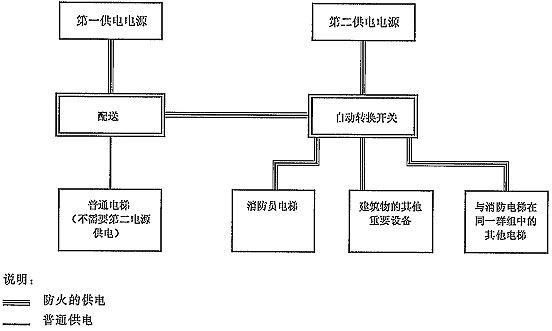 第一供电电源
第二供电电源
配送
自动转换开关
普通电梯
(不需要第二电源
供电)
消防员电梯
建筑物的其他
重要设备
与消防电梯在
同一群组中的
其他电梯
说明:
防火的供电
普通供电